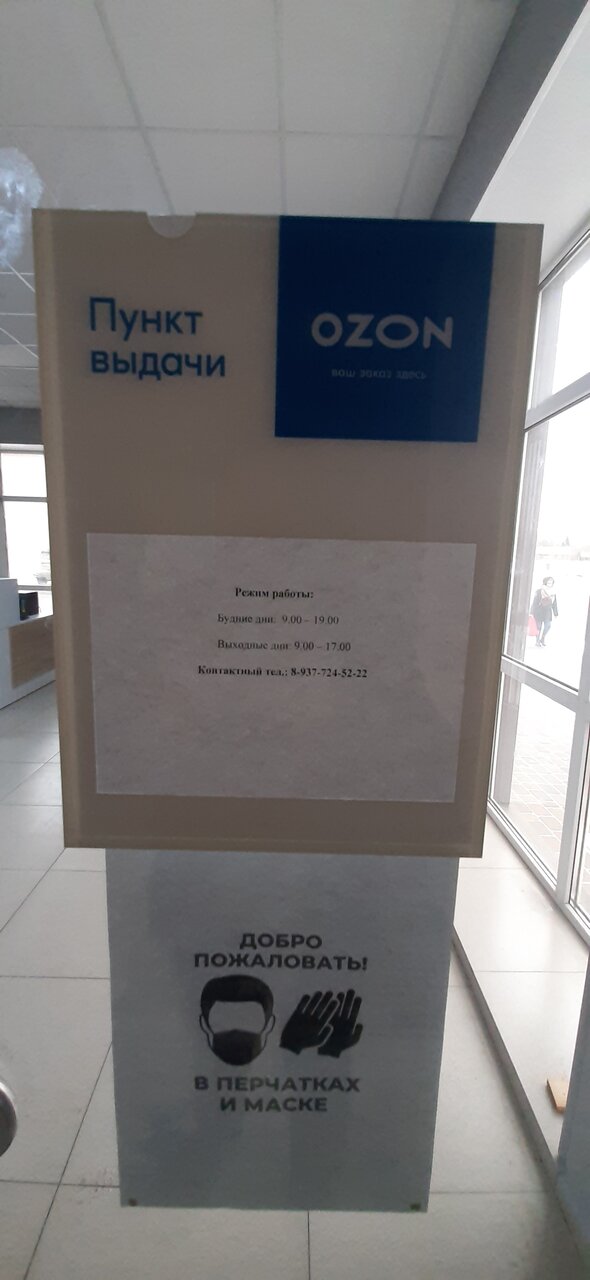 Пункт
выдачи
OZON
ваш заказ здесь
Режим работы:
Будние дни: 9.00 – 19.00
Выходные дни: 9.00 – 17.00
Контактный тел.: 8-937-724-52-22
ДОБРО
ПОЖАЛОВАТЬ!
В ПЕРЧАТКАХ
И МАСКЕ